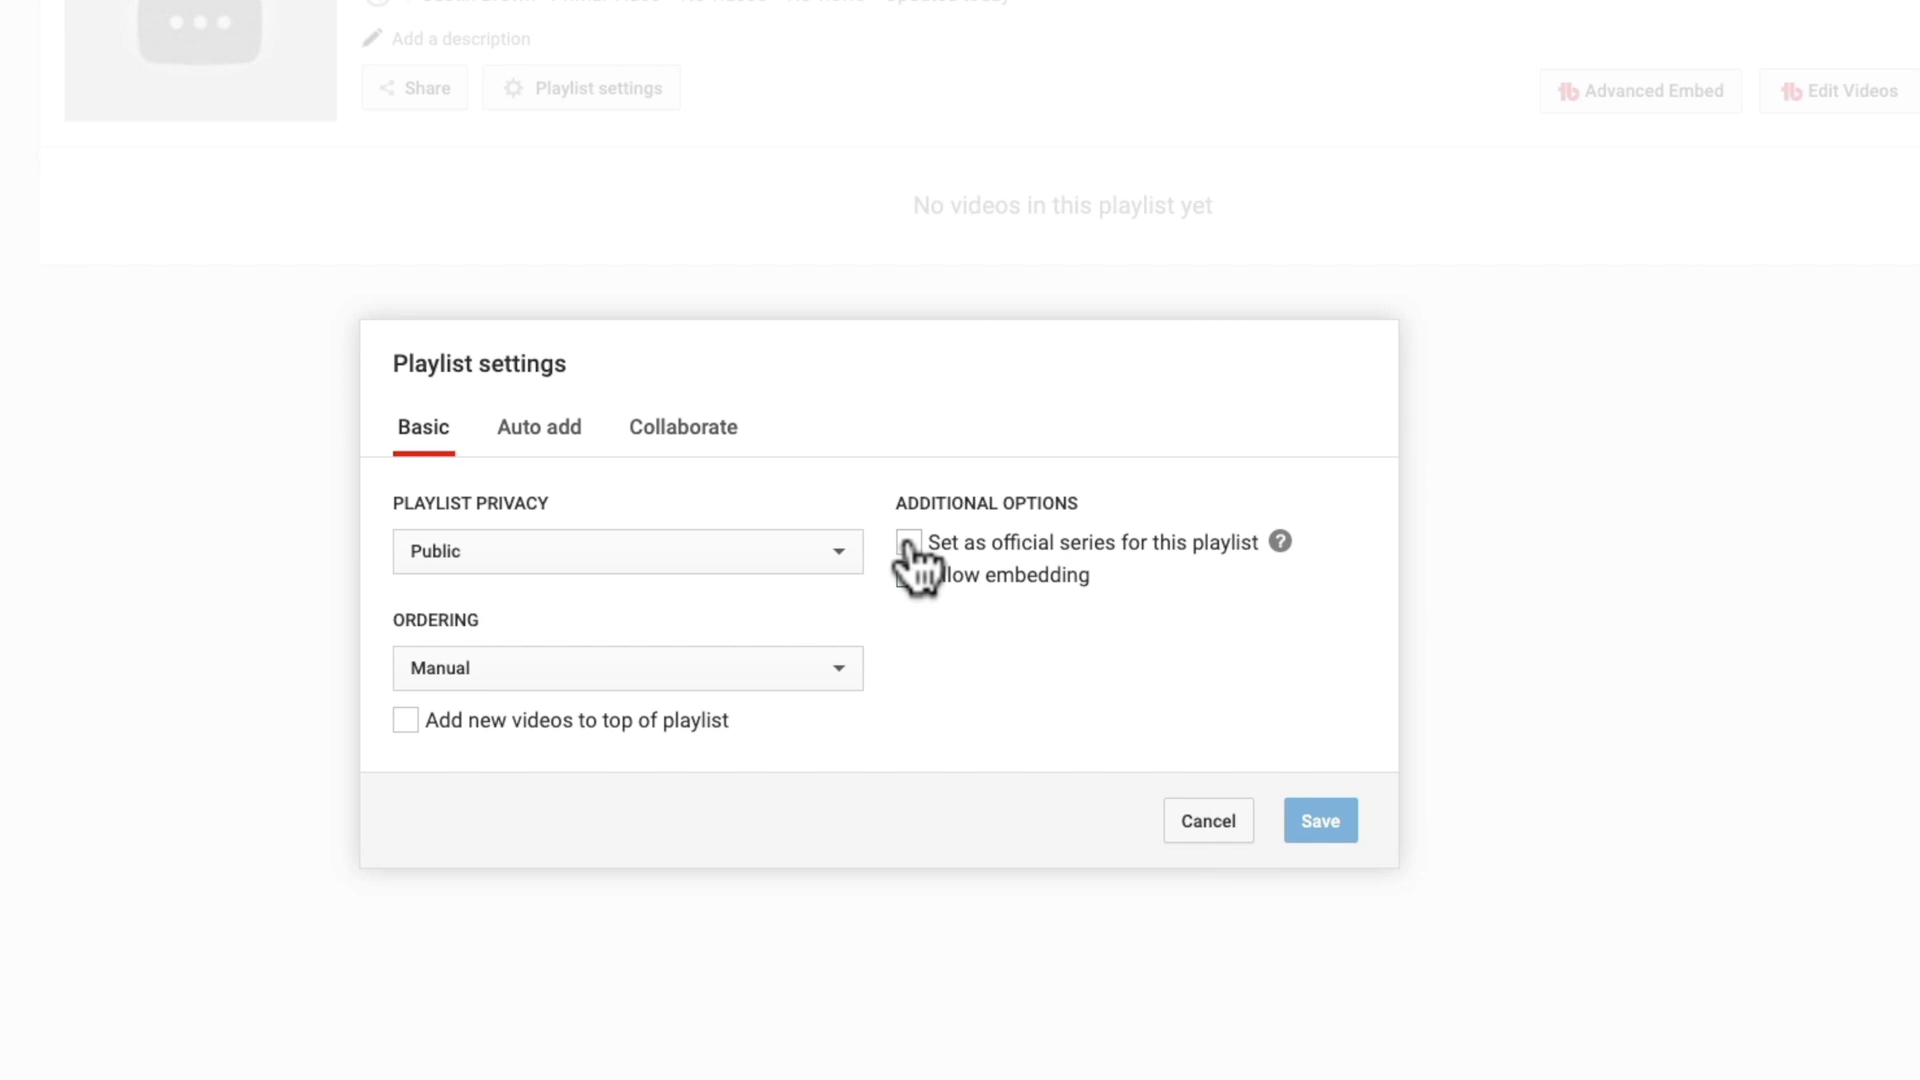 Add a description
Share
Playlist settings
Advanced Embed
Edit Videos
No videos in this playlist yet
Playlist settings
Basic
Auto add
Collaborate
PLAYLIST PRIVACY
Public
ORDERING
Manual
Add new videos to top of playlist
ADDITIONAL OPTIONS
Set as official series for this playlist
embedding
Cancel
Save